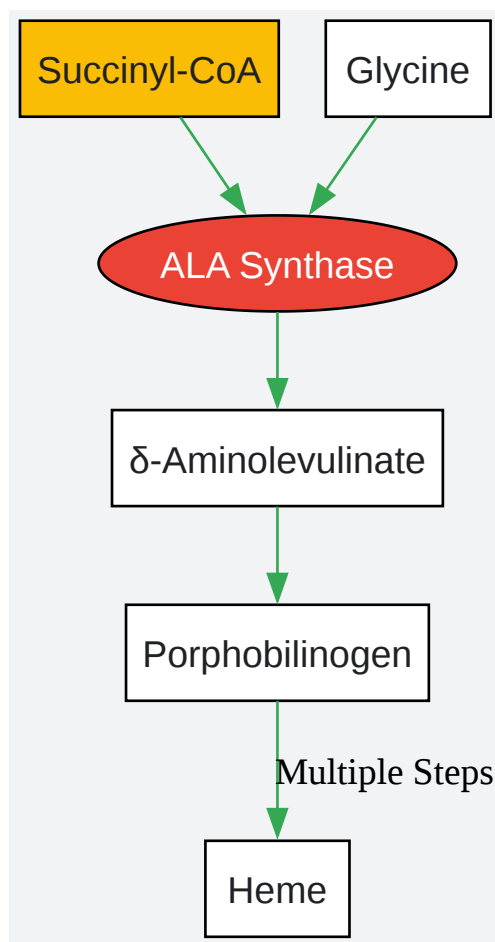 Succinyl-CoA
Glycine
ALA Synthase
δ-Aminolevulinate
Porphobilinogen
Multiple Steps
Heme